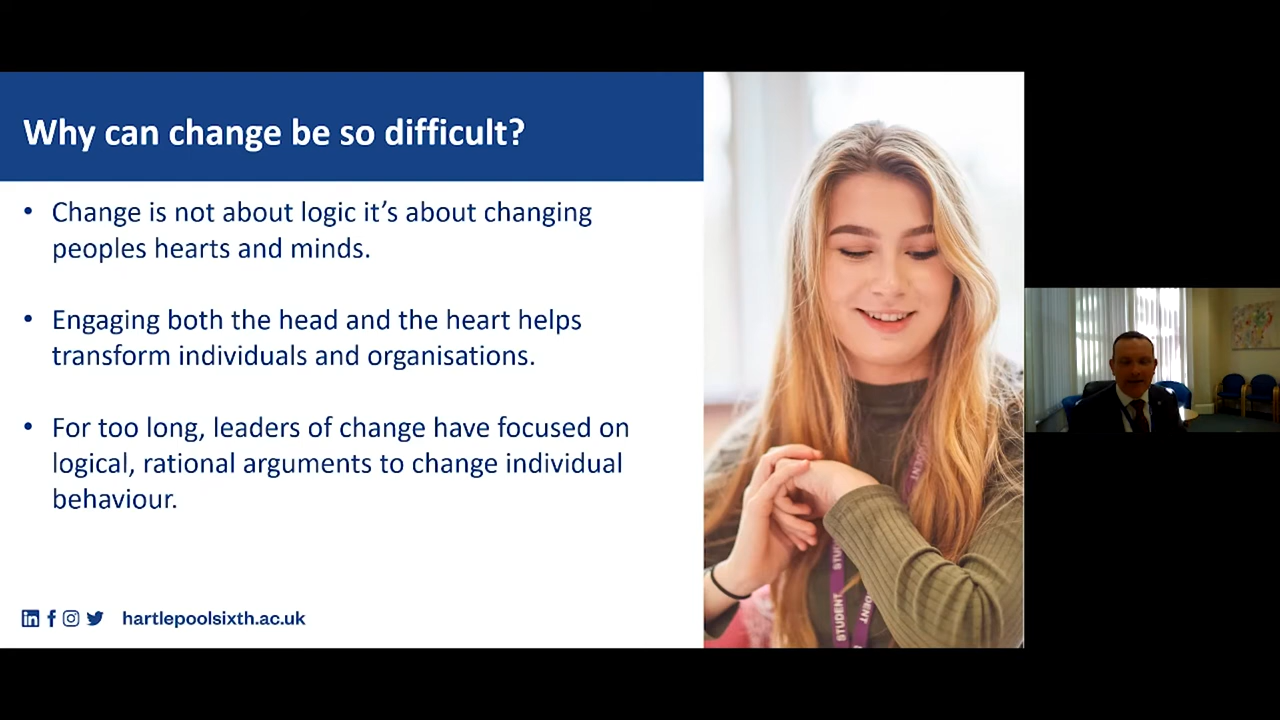 Why can change be so difficult?
• Change is not about logic it’s about changing
peoples hearts and minds.
• Engaging both the head and the heart helps
transform individuals and organisations.
• For too long, leaders of change have focused on
logical, rational arguments to change individual
behaviour.
hartlepoolsixth.ac.uk
STUDENT